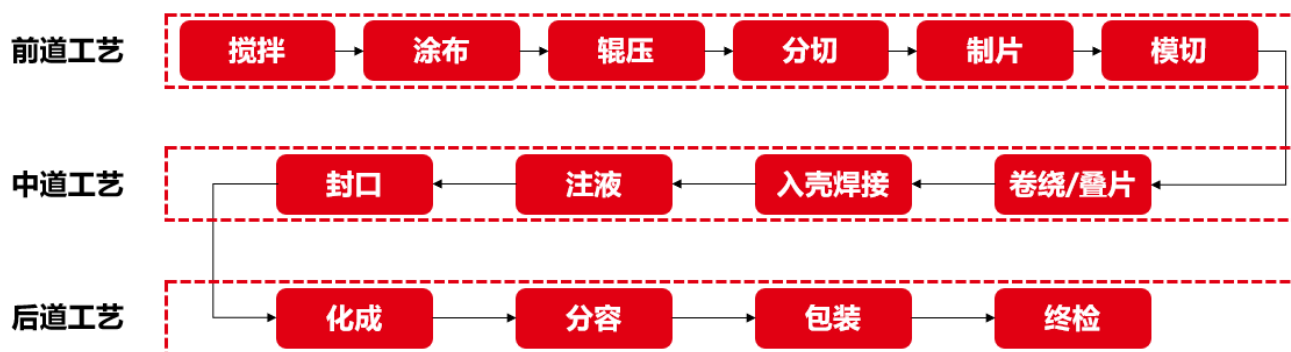 前道工艺
搅拌
涂布
辊压
分切
制片
模切
中道工艺
封口
注液
入壳焊接
卷绕/叠片
后道工艺
化成
分容
包装
终检